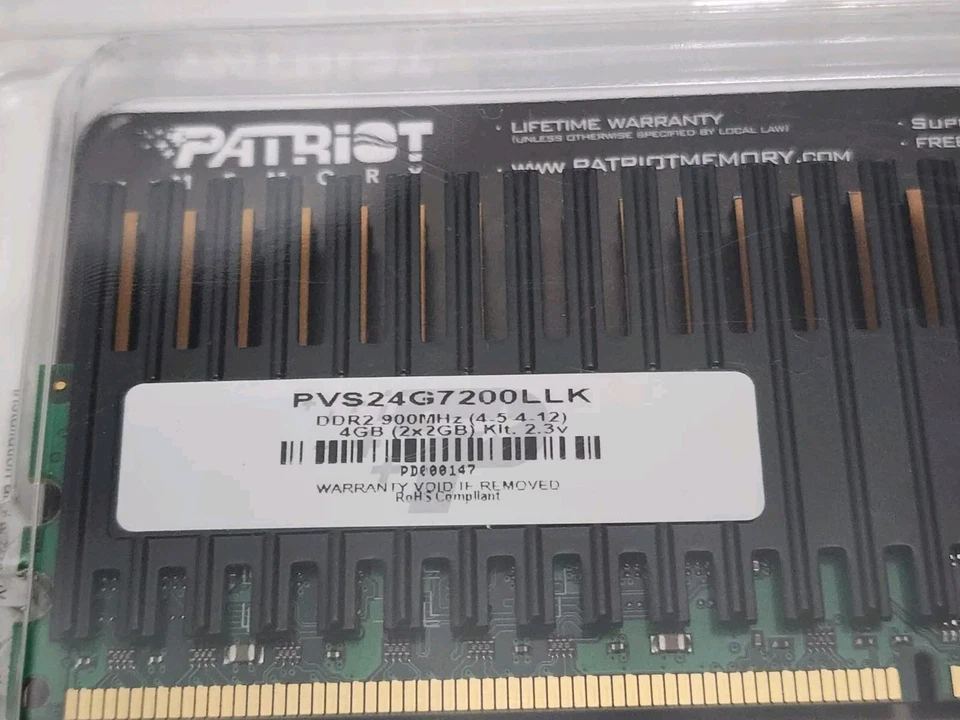 PATRIOT
MEMORY
· LIFETIME WARRANTY
(UNLESS OTHERWISE SPECIFIED BY LOCAL LAW)
· WWW.PATRIOTMEMORY.COM
· FREE
PVS24G7200LLK
DDR2 900MHz (4-5-4-12)
4GB (2x2GB) Kit. 2.3v
PD000147
WARRANTY VOID IF REMOVED
RoHS Compliant